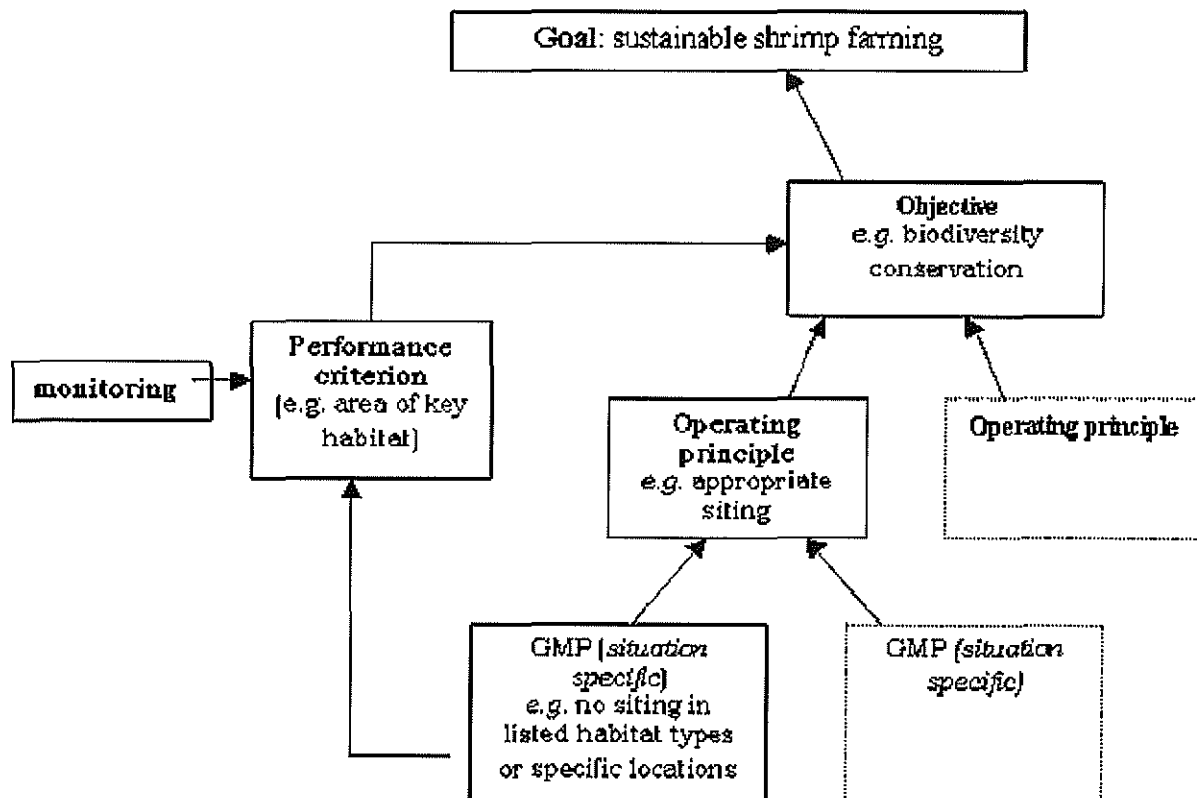 Goal: sustainable shrimp farming
Objective
e.g. biodiversity
conservation
Performance
criterion
(e.g. area of key
habitat)
monitoring
Operating
principle
e.g. appropriate
siting
Operating principle
GMP (situation
specific)
e.g. no siting in
listed habitat types
or specific locations
GMP (situation
specific)